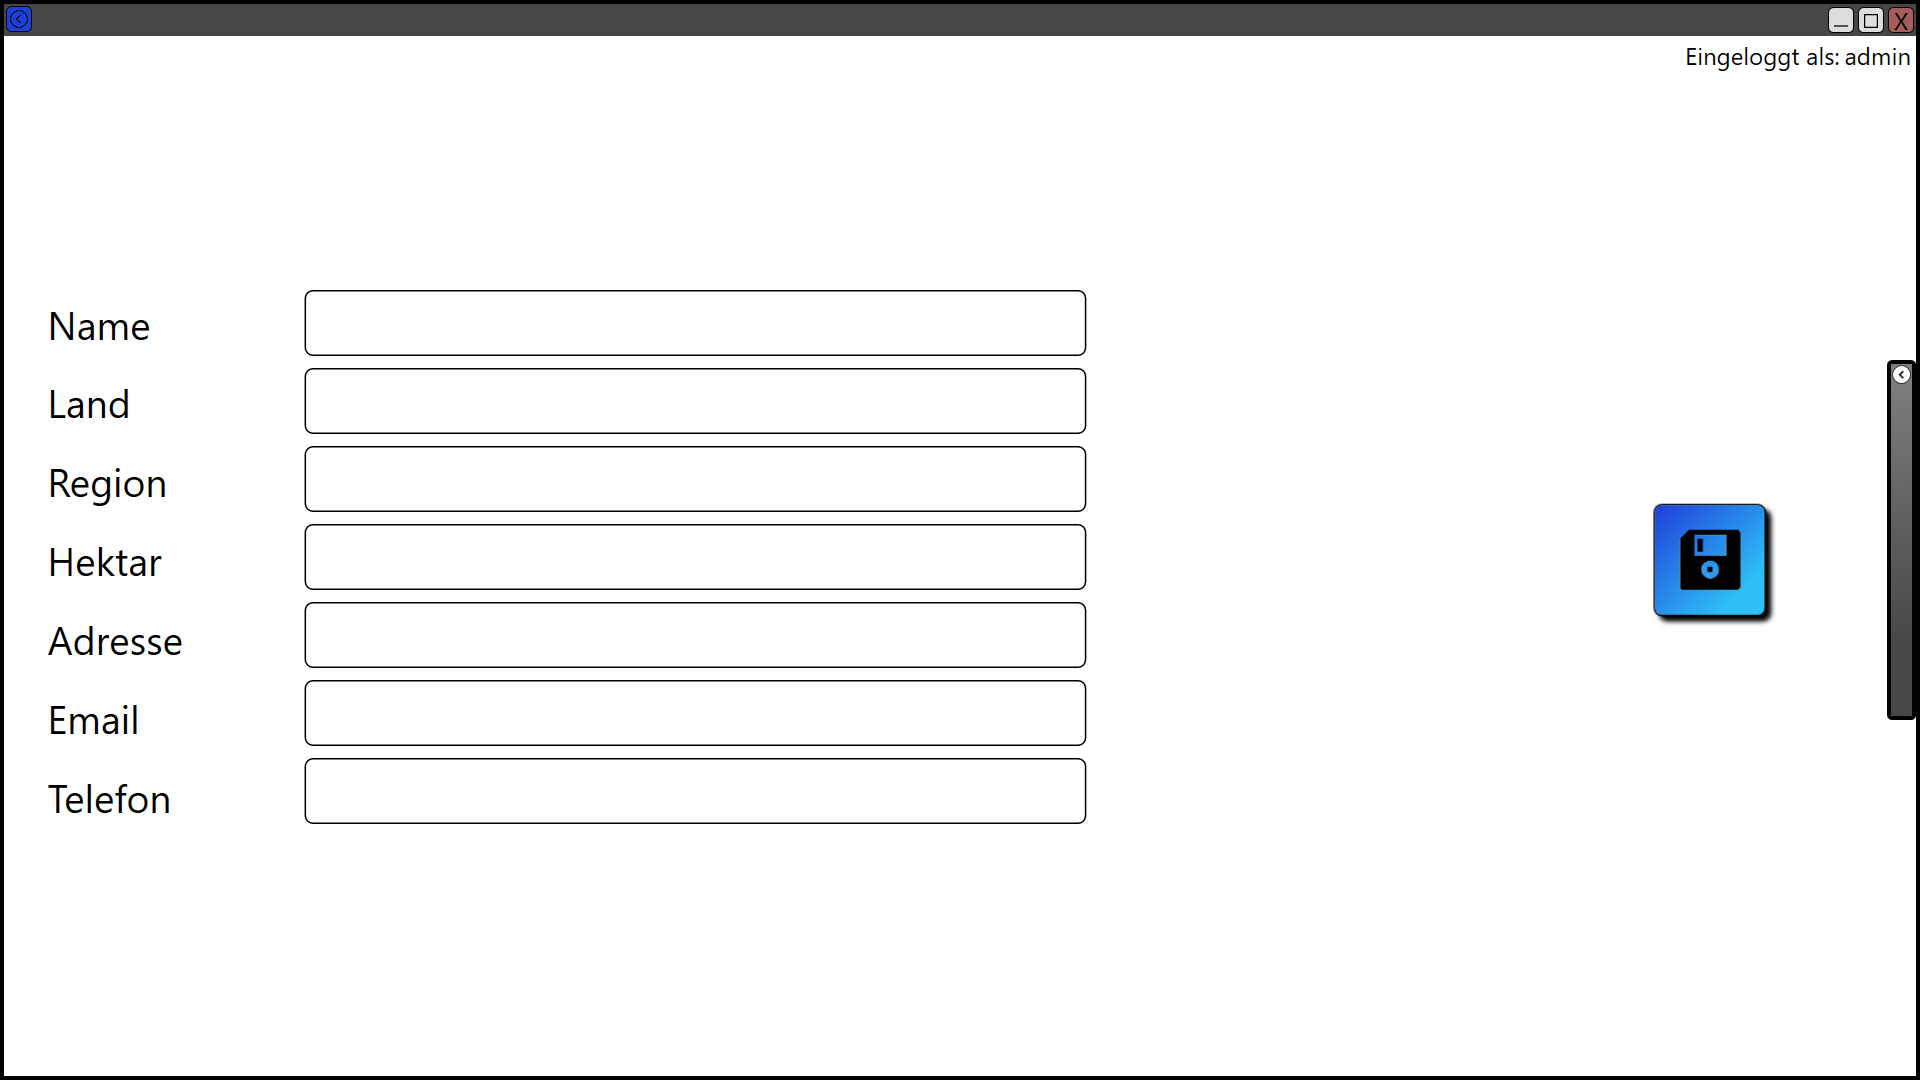 Eingeloggt als: admin
Name
Land
Region
Hektar
Adresse
Email
Telefon